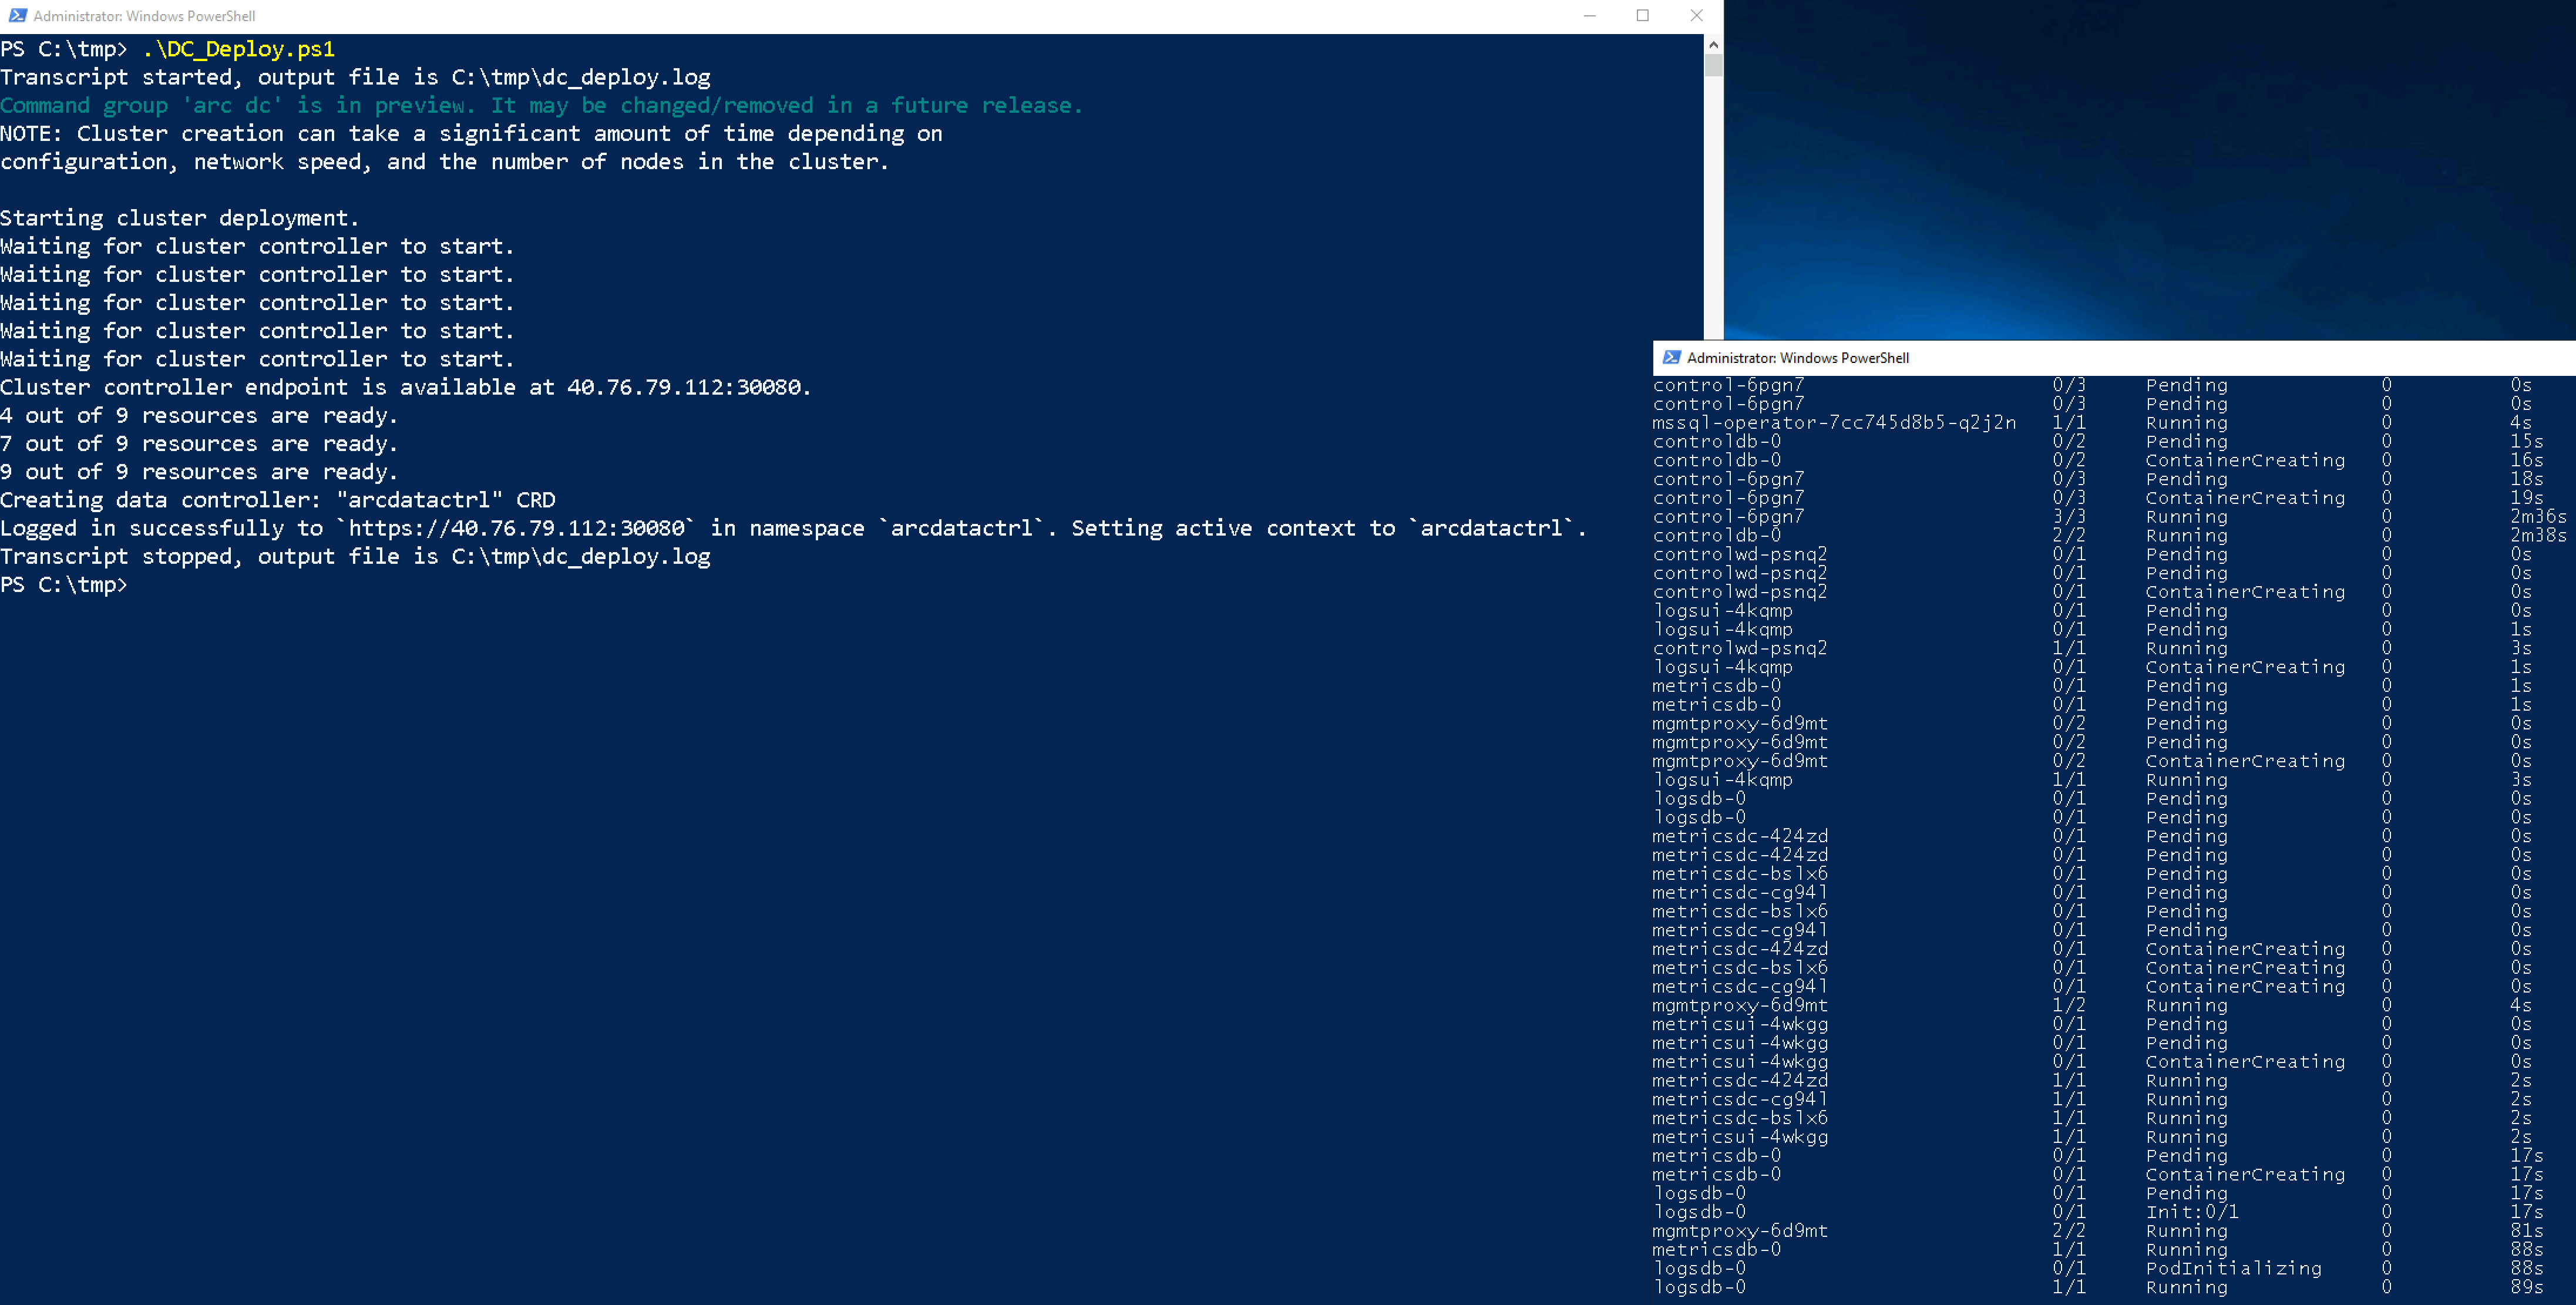 Administrator: Windows PowerShell
PS C:\tmp> .\DC_Deploy.ps1
Transcript started, output file is C:\tmp\dc_deploy.log
Command group 'arc dc' is in preview. It may be changed/removed in a future release.
NOTE: Cluster creation can take a significant amount of time depending on
configuration, network speed, and the number of nodes in the cluster.
Starting cluster deployment.
Waiting for cluster controller to start.
Waiting for cluster controller to start.
Waiting for cluster controller to start.
Waiting for cluster controller to start.
Waiting for cluster controller to start.
Cluster controller endpoint is available at 40.76.79.112:30080.
4 out of 9 resources are ready.
7 out of 9 resources are ready.
9 out of 9 resources are ready.
Creating data controller: "arcdatactrl" CRD
Logged in successfully to `https://40.76.79.112:30080` in namespace `arcdatactrl`. Setting active context to `arcdatactrl`.
Transcript stopped, output file is C:\tmp\dc_deploy.log
PS C:\tmp>
Administrator: Windows PowerShell
control-6pgn7 0/3 Pending 0 0s
control-6pgn7 0/3 Pending 0 0s
mssql-operator-7cc745d8b5-q2j2n 1/1 Running 0 4s
controldb-0 0/2 Pending 0 15s
controldb-0 0/2 ContainerCreating 0 16s
control-6pgn7 0/3 Pending 0 18s
control-6pgn7 0/3 ContainerCreating 0 19s
control-6pgn7 3/3 Running 0 2m36s
controldb-0 2/2 Running 0 2m38s
controlwd-psnq2 0/1 Pending 0 0s
controlwd-psnq2 0/1 Pending 0 0s
controlwd-psnq2 0/1 ContainerCreating 0 0s
logsui-4kqmp 0/1 Pending 0 0s
logsui-4kqmp 0/1 Pending 0 1s
controlwd-psnq2 1/1 Running 0 3s
logsui-4kqmp 0/1 ContainerCreating 0 1s
metricsdb-0 0/1 Pending 0 1s
metricsdb-0 0/1 Pending 0 1s
mgmtproxy-6d9mt 0/2 Pending 0 0s
mgmtproxy-6d9mt 0/2 Pending 0 0s
mgmtproxy-6d9mt 0/2 ContainerCreating 0 0s
logsui-4kqmp 1/1 Running 0 3s
logsdb-0 0/1 Pending 0 0s
logsdb-0 0/1 Pending 0 0s
metricsdc-424zd 0/1 Pending 0 0s
metricsdc-424zd 0/1 Pending 0 0s
metricsdc-bslx6 0/1 Pending 0 0s
metricsdc-cg94l 0/1 Pending 0 0s
metricsdc-bslx6 0/1 Pending 0 0s
metricsdc-cg94l 0/1 Pending 0 0s
metricsdc-424zd 0/1 ContainerCreating 0 0s
metricsdc-bslx6 0/1 ContainerCreating 0 0s
metricsdc-cg94l 0/1 ContainerCreating 0 0s
mgmtproxy-6d9mt 1/2 Running 0 4s
metricsui-4wkgg 0/1 Pending 0 0s
metricsui-4wkgg 0/1 Pending 0 0s
metricsui-4wkgg 0/1 ContainerCreating 0 0s
metricsdc-424zd 1/1 Running 0 2s
metricsdc-cg94l 1/1 Running 0 2s
metricsdc-bslx6 1/1 Running 0 2s
metricsui-4wkgg 1/1 Running 0 2s
metricsdb-0 0/1 Pending 0 17s
metricsdb-0 0/1 ContainerCreating 0 17s
logsdb-0 0/1 Pending 0 17s
logsdb-0 0/1 Init:0/1 0 17s
mgmtproxy-6d9mt 2/2 Running 0 81s
metricsdb-0 1/1 Running 0 88s
logsdb-0 0/1 PodInitializing 0 88s
logsdb-0 1/1 Running 0 89s